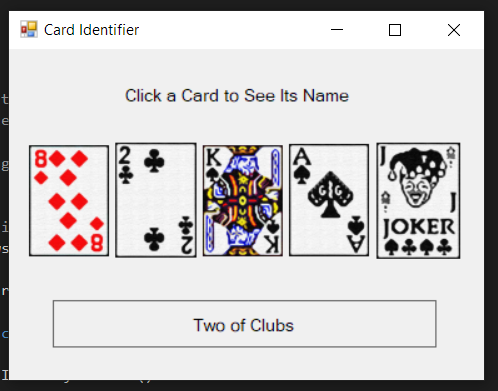 Card Identifier
Click a Card to See Its Name
8 2 K A J J
JOKER
8 2 K A
Two of Clubs